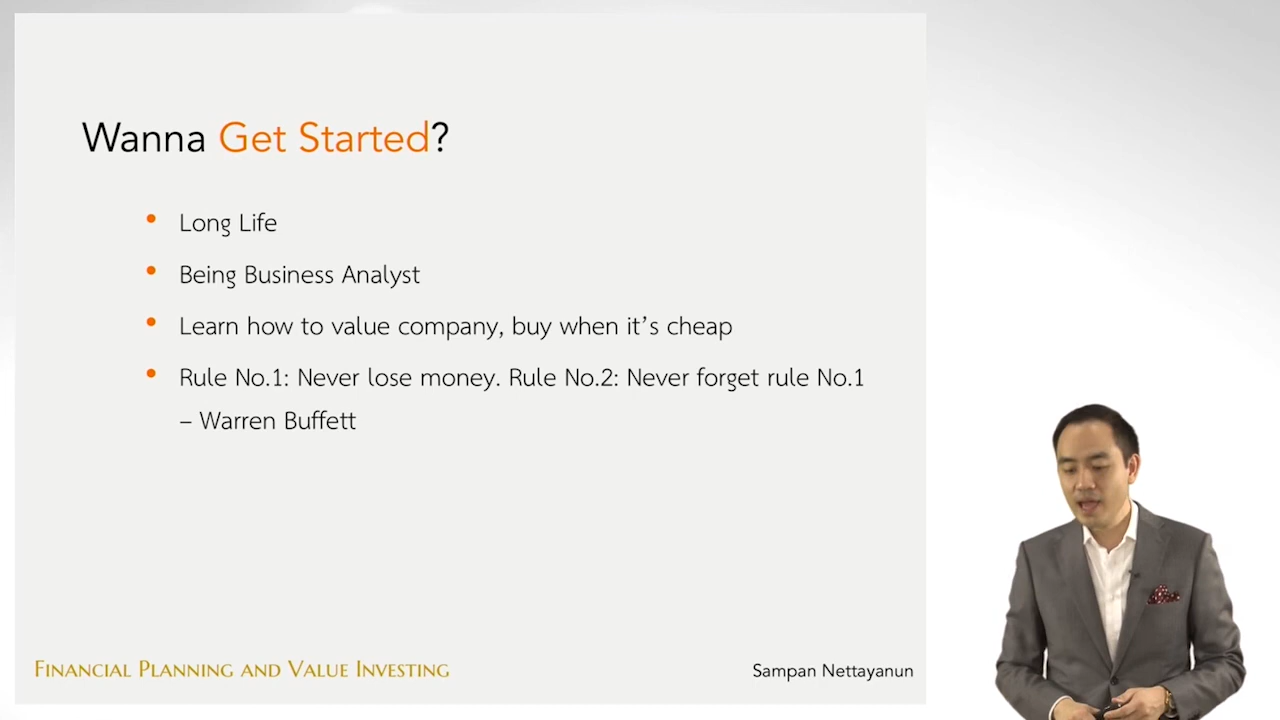 Wanna Get Started?
• Long Life
• Being Business Analyst
• Learn how to value company, buy when it’s cheap
• Rule No.1: Never lose money. Rule No.2: Never forget rule No.1
– Warren Buffett
Financial Planning and Value Investing
Sampan Nettayanun